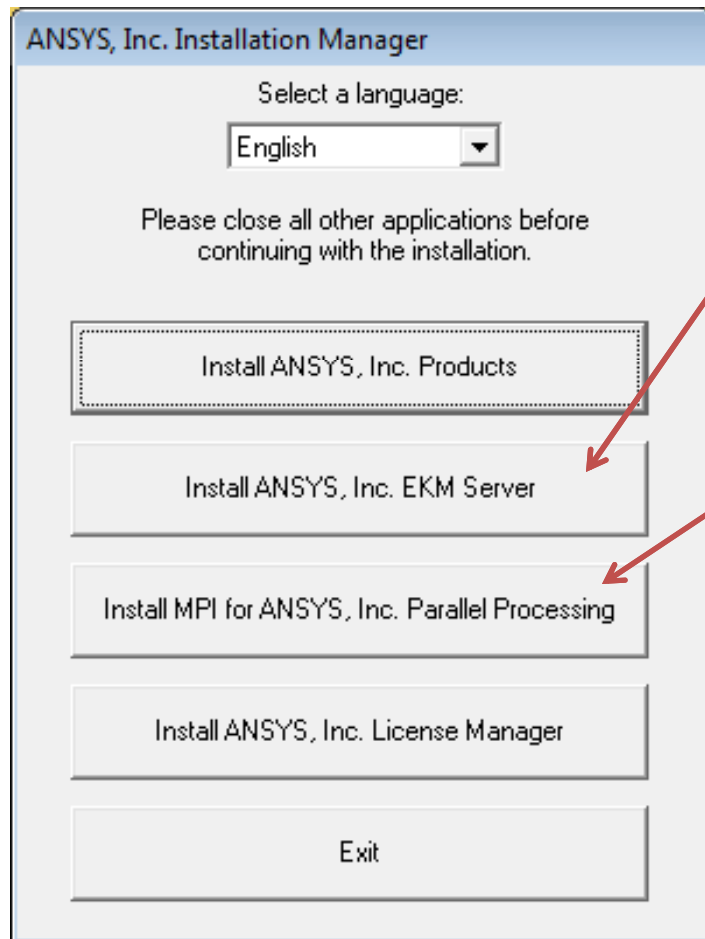 ANSYS, Inc. Installation Manager
Select a language:
English
Please close all other applications before
continuing with the installation.
Install ANSYS, Inc. Products
Install ANSYS, Inc. EKM Server
Install MPI for ANSYS, Inc. Parallel Processing
Install ANSYS, Inc. License Manager
Exit